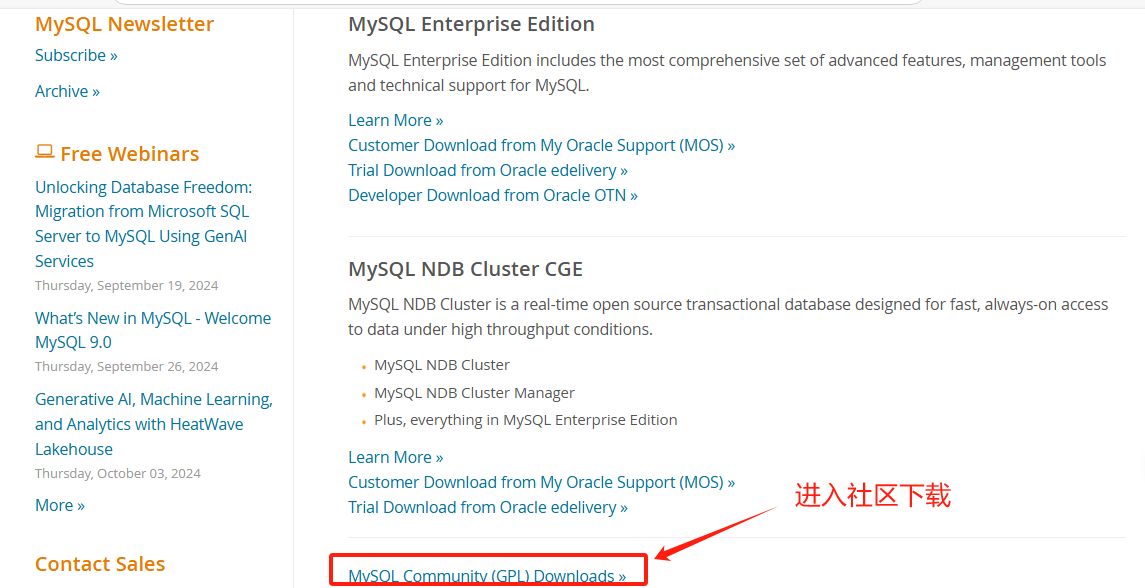 MySQL Newsletter
Subscribe »
Archive »
Free Webinars
Unlocking Database Freedom:
Migration from Microsoft SQL
Server to MySQL Using GenAI
Services
Thursday, September 19, 2024
What's New in MySQL - Welcome
MySQL 9.0
Thursday, September 26, 2024
Generative AI, Machine Learning,
and Analytics with HeatWave
Lakehouse
Thursday, October 03, 2024
More »
Contact Sales
MySQL Enterprise Edition
MySQL Enterprise Edition includes the most comprehensive set of advanced features, management tools
and technical support for MySQL.
Learn More »
Customer Download from My Oracle Support (MOS) »
Trial Download from Oracle edelivery »
Developer Download from Oracle OTN »
MySQL NDB Cluster CGE
MySQL NDB Cluster is a real-time open source transactional database designed for fast, always-on access
to data under high throughput conditions.
MySQL NDB Cluster
MySQL NDB Cluster Manager
Plus, everything in MySQL Enterprise Edition
Learn More »
Customer Download from My Oracle Support (MOS) »
Trial Download from Oracle edelivery »
进入社区下载
MySQL Community (GPL) Downloads »